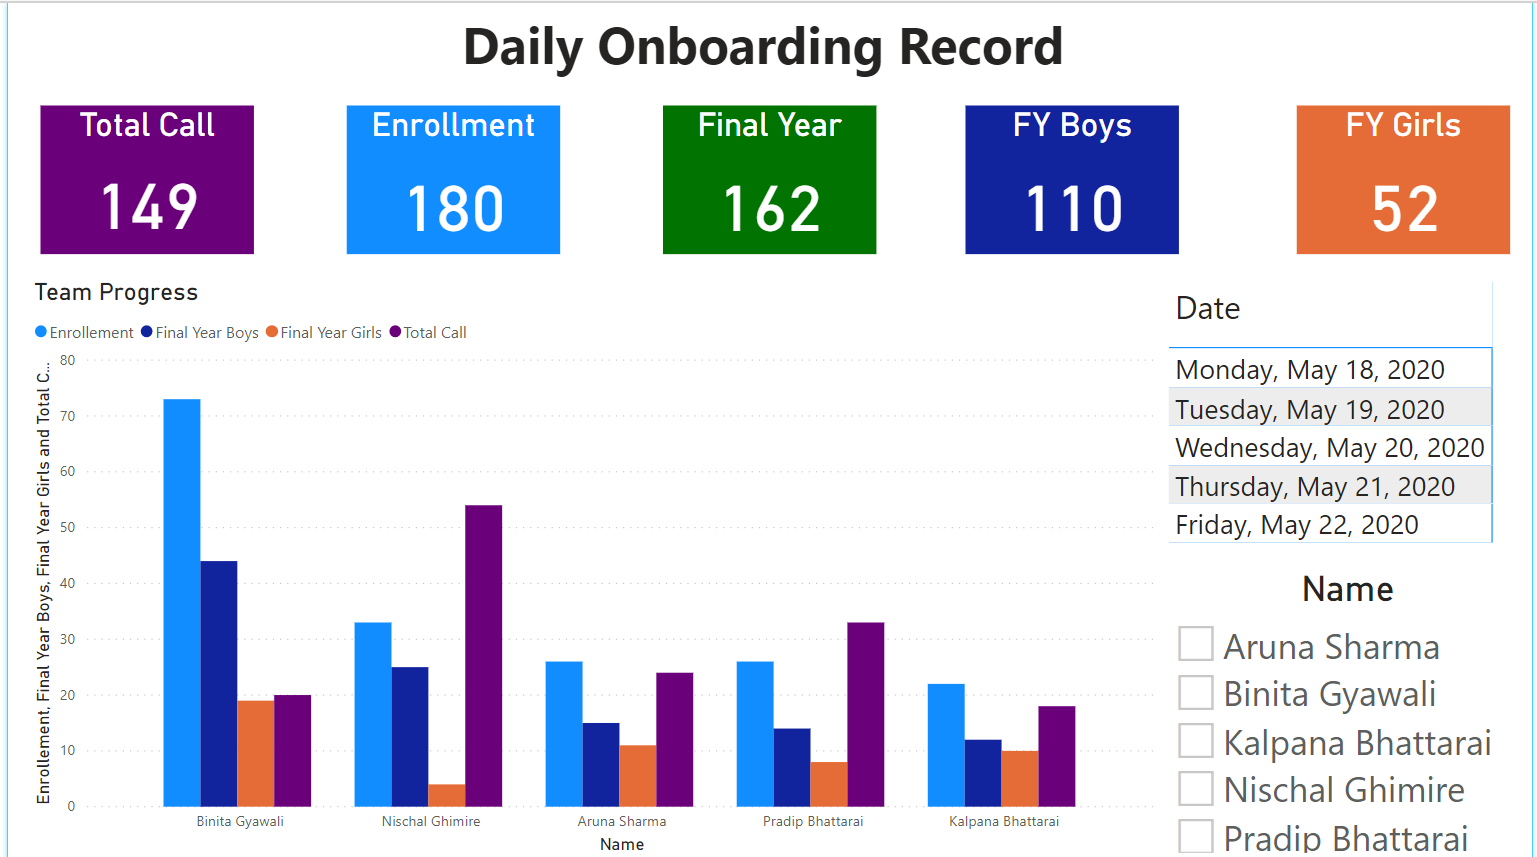 Daily Onboarding Record
Total Call
149
Enrollment
180
Final Year
162
FY Boys
110
FY Girls
52
Team Progress
Enrollement Final Year Boys Final Year Girls Total Call
Enrollement, Final Year Boys, Final Year Girls and Total C...
80
70
60
50
40
30
20
10
0
Binita Gyawali
Nischal Ghimire
Aruna Sharma
Pradip Bhattarai
Kalpana Bhattarai
Name
Date
Monday, May 18, 2020
Tuesday, May 19, 2020
Wednesday, May 20, 2020
Thursday, May 21, 2020
Friday, May 22, 2020
Name
Aruna Sharma
Binita Gyawali
Kalpana Bhattarai
Nischal Ghimire
Pradip Bhattarai